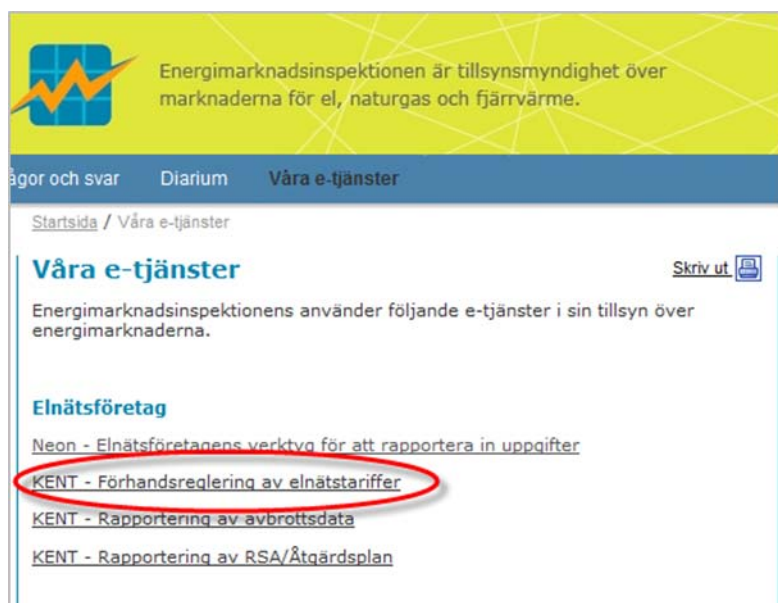 Energimarknadsinspektionen är tillsynsmyndighet över
marknaderna för el, naturgas och fjärrvärme.
ågor och svar Diarium Våra e-tjänster
Startsida / Våra e-tjänster
Våra e-tjänster
Skriv ut
Energimarknadsinspektionens använder följande e-tjänster i sin tillsyn över
energimarknaderna.
Elnätsföretag
Neon - Elnätsföretagens verktyg för att rapportera in uppgifter
KENT - Förhandsreglering av elnätstariffer
KENT - Rapportering av avbrottsdata
KENT - Rapportering av RSA/Åtgärdsplan